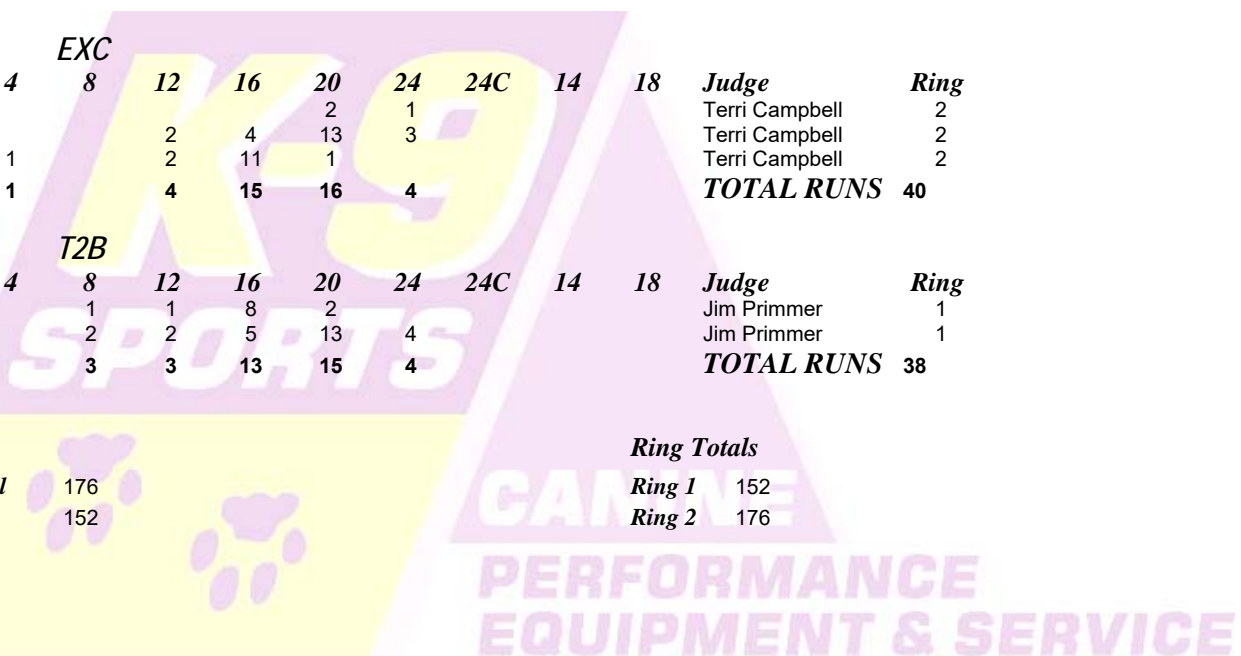 EXC
4 8 12 16 20 24 24C 14 18 Judge Ring
2 1 Terri Campbell 2
2 4 13 3 Terri Campbell 2
1 2 11 1 Terri Campbell 2
1 4 15 16 4 TOTAL RUNS 40
T2B
4 8 12 16 20 24 24C 14 18 Judge Ring
1 1 8 2 Jim Primmer 1
2 2 5 13 4 Jim Primmer 1
3 3 13 15 4 TOTAL RUNS 38
Ring Totals
l 176 Ring 1 152
152 Ring 2 176
K-9
SPORTS
CANINE
PERFORMANCE
EQUIPMENT & SERVICE